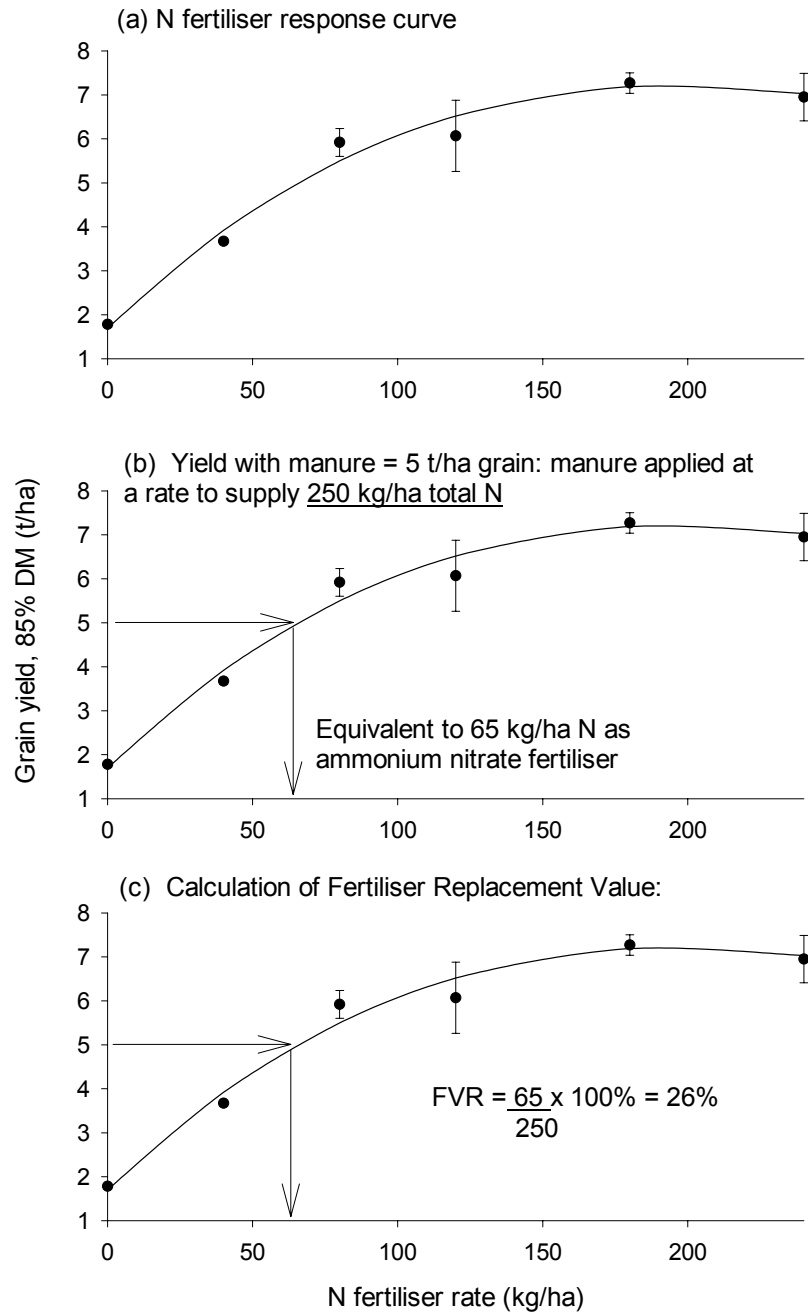 (a) N fertiliser response curve
8
7
6
5
4
3
2
1
0 50 100 150 200
(b) Yield with manure = 5 t/ha grain: manure applied at
a rate to supply 250 kg/ha total N
Grain yield, 85% DM (t/ha)
8
7
6
5
4
3
2
1
Equivalent to 65 kg/ha N as
ammonium nitrate fertiliser
0 50 100 150 200
(c) Calculation of Fertiliser Replacement Value:
8
7
6
5
4
3
2
1
FVR = 65 x 100% = 26%
250
0 50 100 150 200
N fertiliser rate (kg/ha)